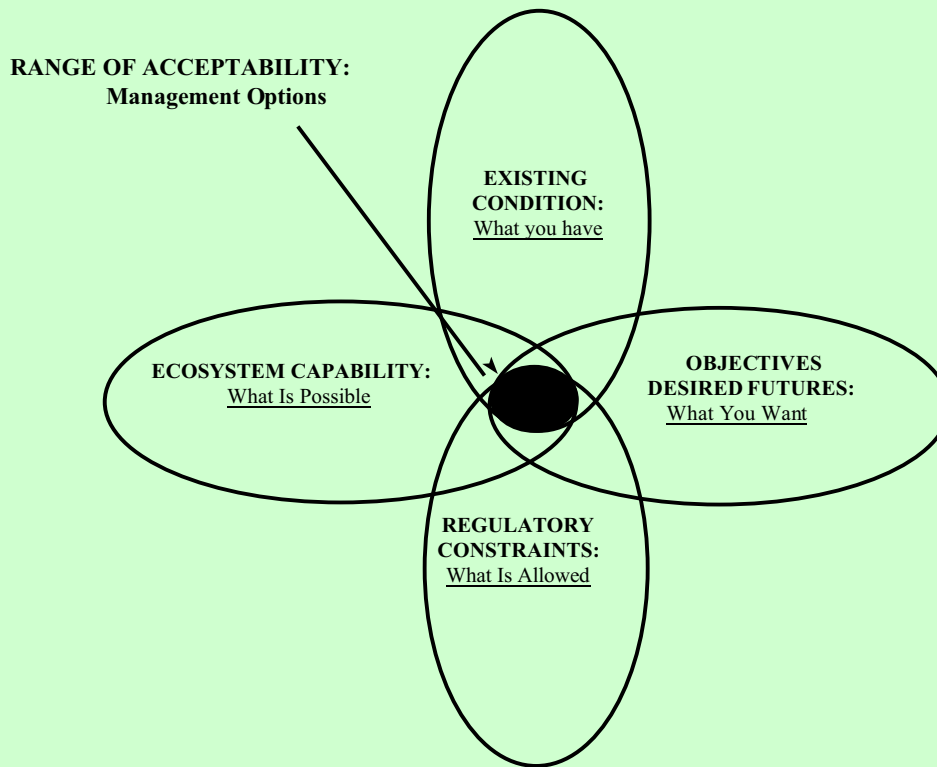 RANGE OF ACCEPTABILITY:
Management Options
EXISTING
CONDITION:
What you have
ECOSYSTEM CAPABILITY:
What Is Possible
OBJECTIVES
DESIRED FUTURES:
What You Want
REGULATORY
CONSTRAINTS:
What Is Allowed